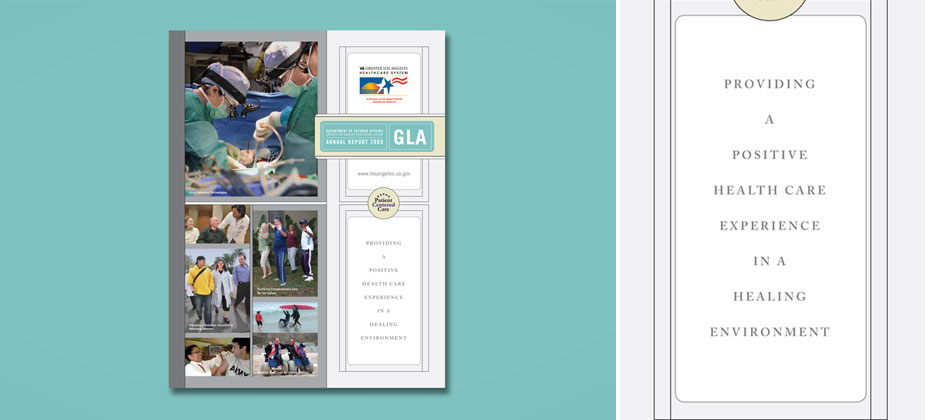 VA GREATER LOS ANGELES
HEALTHCARE SYSTEM
DEPARTMENT OF VETERAN AFFAIRS
ANNUAL REPORT 2009
GLA
www.losangeles.va.gov
Patient
Centered
Care
PROVIDING
A
POSITIVE
HEALTH CARE
EXPERIENCE
IN A
HEALING
ENVIRONMENT
PROVIDING
A
POSITIVE
HEALTH CARE
EXPERIENCE
IN A
HEALING
ENVIRONMENT